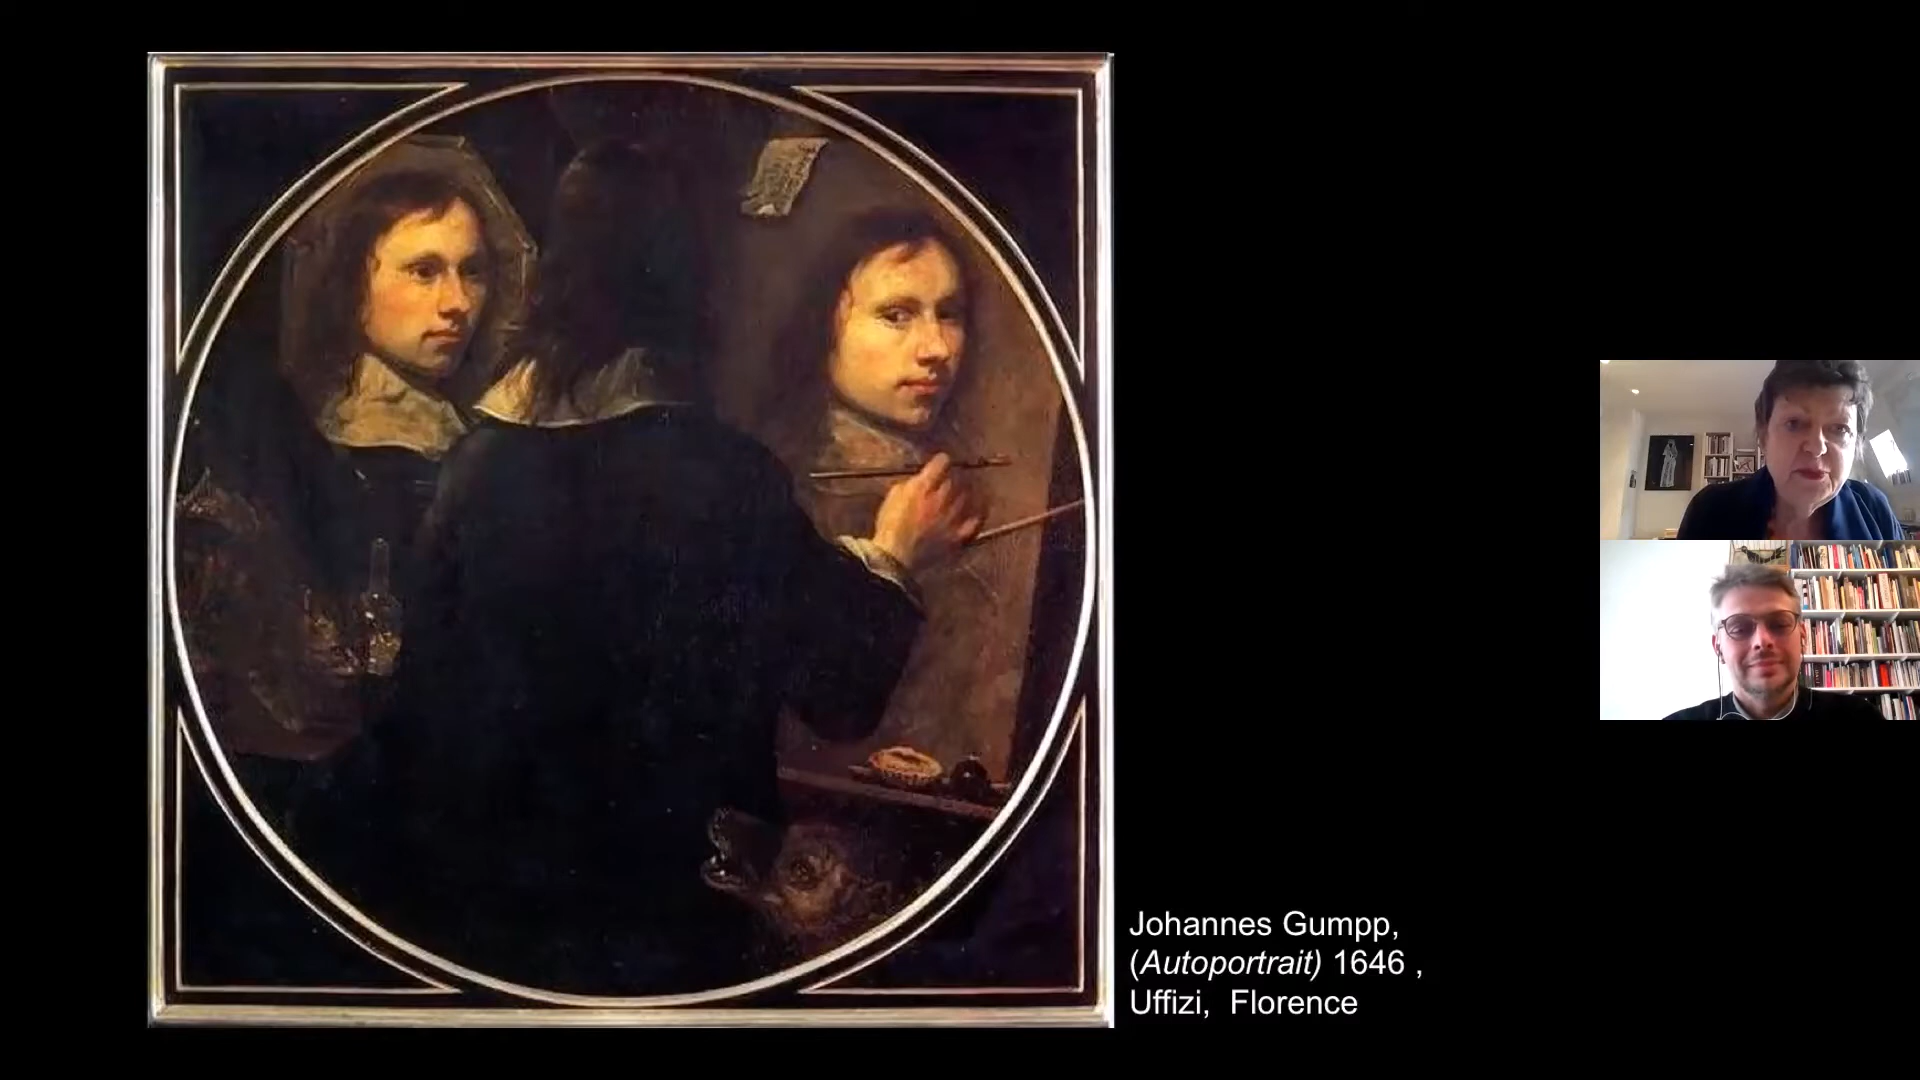 Johannes Gumpp,
(Autoportrait) 1646 ,
Uffizi, Florence